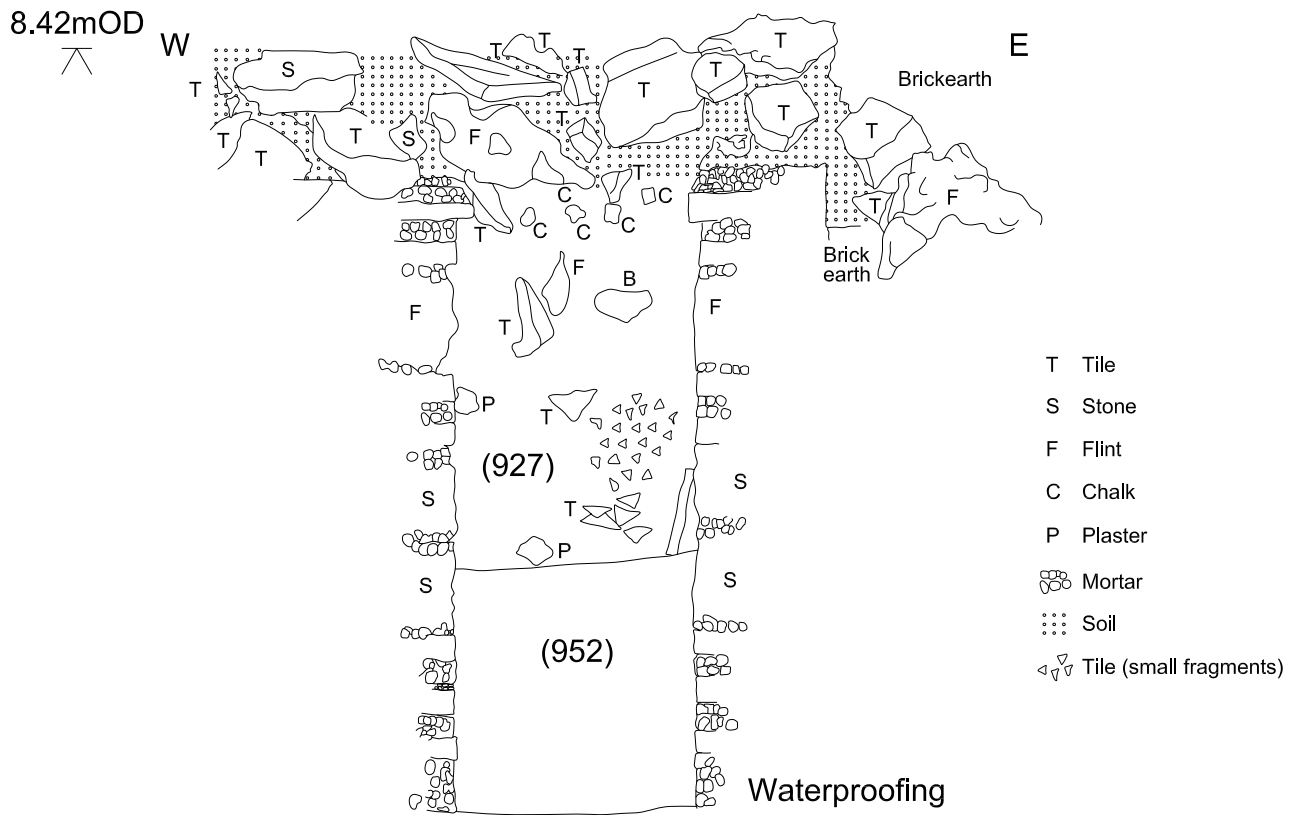 8.42mOD
W
E
T
T
T
T
T
S
T
T
Brickearth
T
T
T
T
T
T
S
F
T
T
T
C
C
T
F
T
C
C
C
Brick
earth
F
B
F
F
T
T Tile
P
T
S Stone
F Flint
(927)
S
S
C Chalk
T
P Plaster
P
S
S
Mortar
Soil
(952)
Tile (small fragments)
Waterproofing